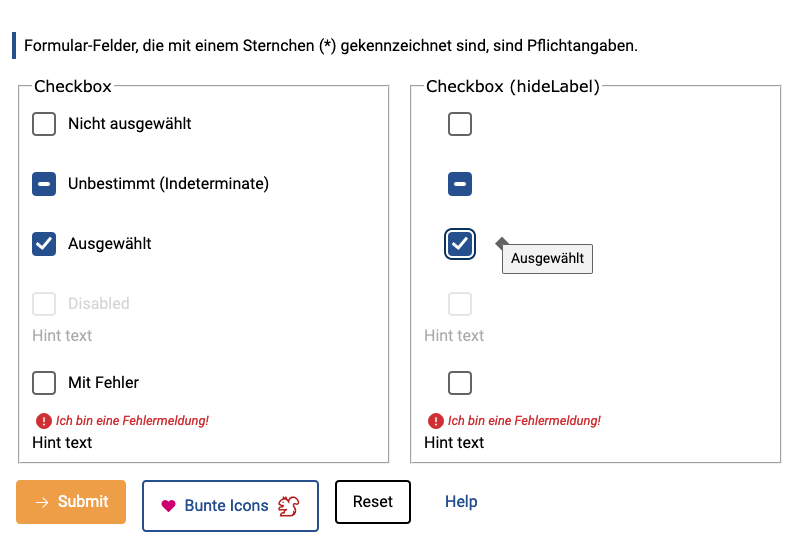 Formular-Felder, die mit einem Sternchen (*) gekennzeichnet sind, sind Pflichtangaben.
Checkbox
Nicht ausgewählt
Unbestimmt (Indeterminate)
Ausgewählt
Disabled
Hint text
Mit Fehler
Ich bin eine Fehlermeldung!
Hint text
Checkbox (hideLabel)
Ausgewählt
Hint text
Ich bin eine Fehlermeldung!
Hint text
Submit
Bunte Icons
Reset
Help